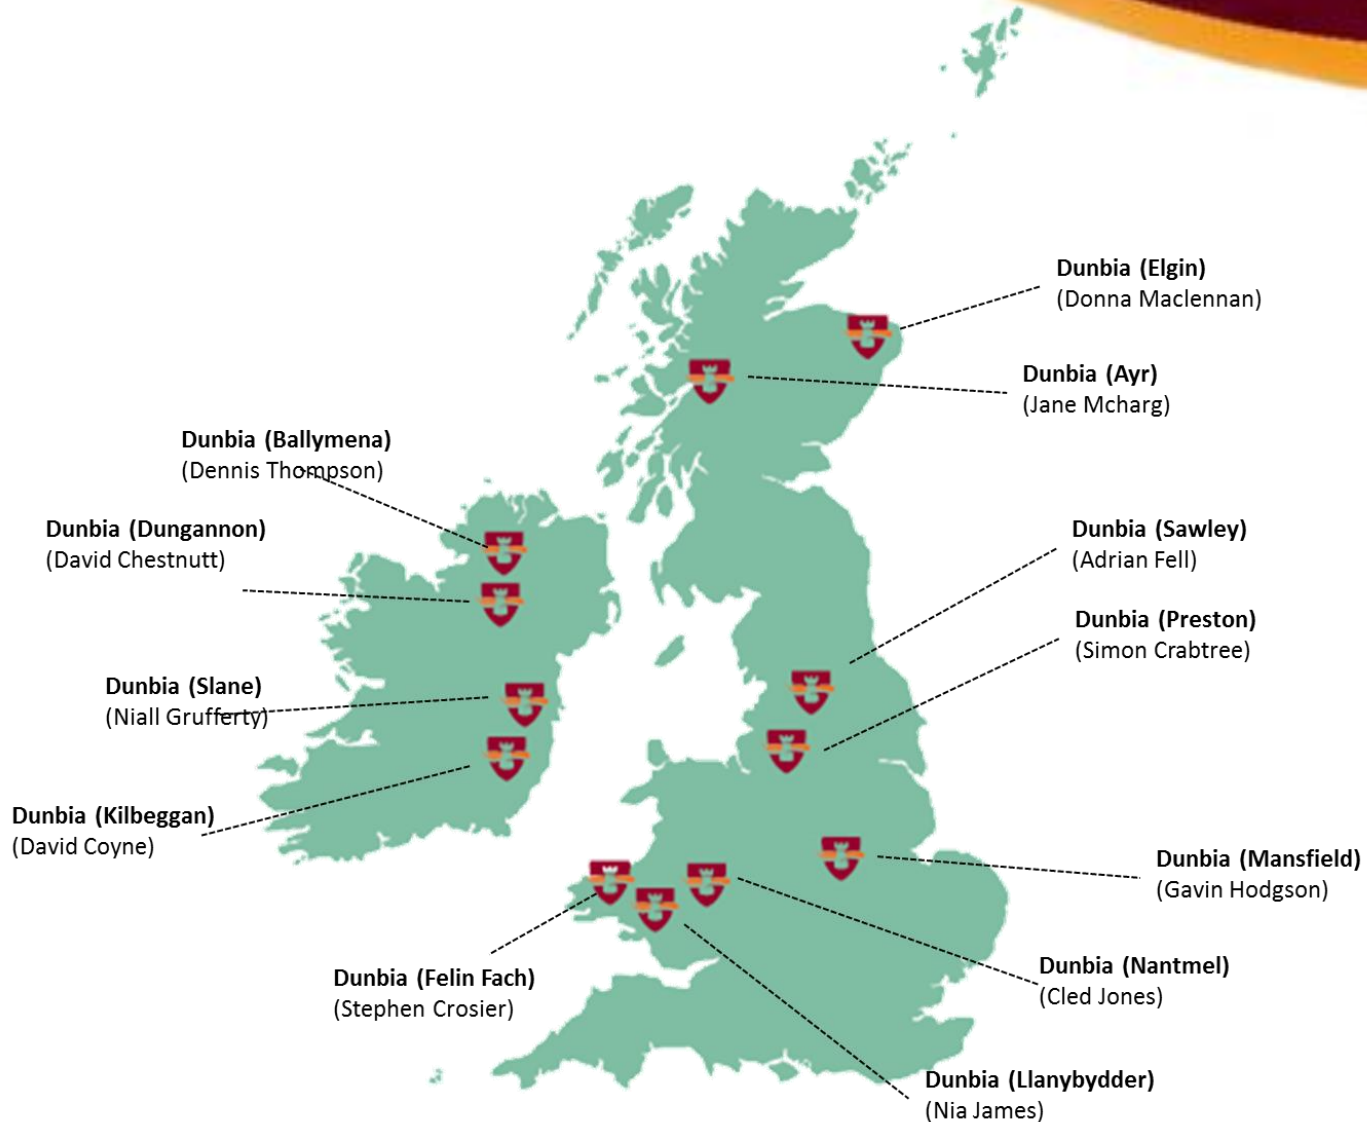 Dunbia (Elgin)
(Donna Maclennan)
Dunbia (Ayr)
(Jane Mcharg)
Dunbia (Ballymena)
(Dennis Thompson)
Dunbia (Dungannon)
(David Chestnutt)
Dunbia (Sawley)
(Adrian Fell)
Dunbia (Preston)
(Simon Crabtree)
Dunbia (Slane)
(Niall Grufferty)
Dunbia (Kilbeggan)
(David Coyne)
Dunbia (Mansfield)
(Gavin Hodgson)
Dunbia (Felin Fach)
(Stephen Crosier)
Dunbia (Nantmel)
(Cled Jones)
Dunbia (Llanybydder)
(Nia James)